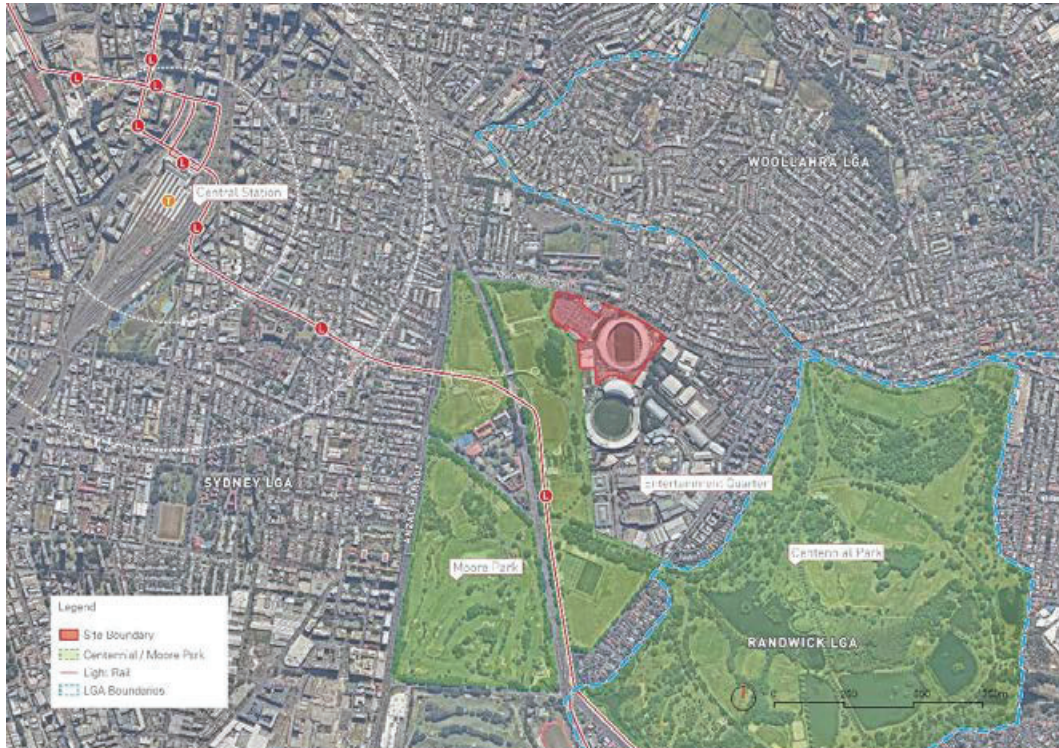 L
L
L
L
L
Central Station
T
L
WOOLLAHRA LGA
L
Entertainment Quarter
SYDNEY LGA
L
Moore Park
Centennial Park
RANDWICK LGA
Legend
Site Boundary
Centennial / Moore Park
Light Rail
LGA Boundaries
0